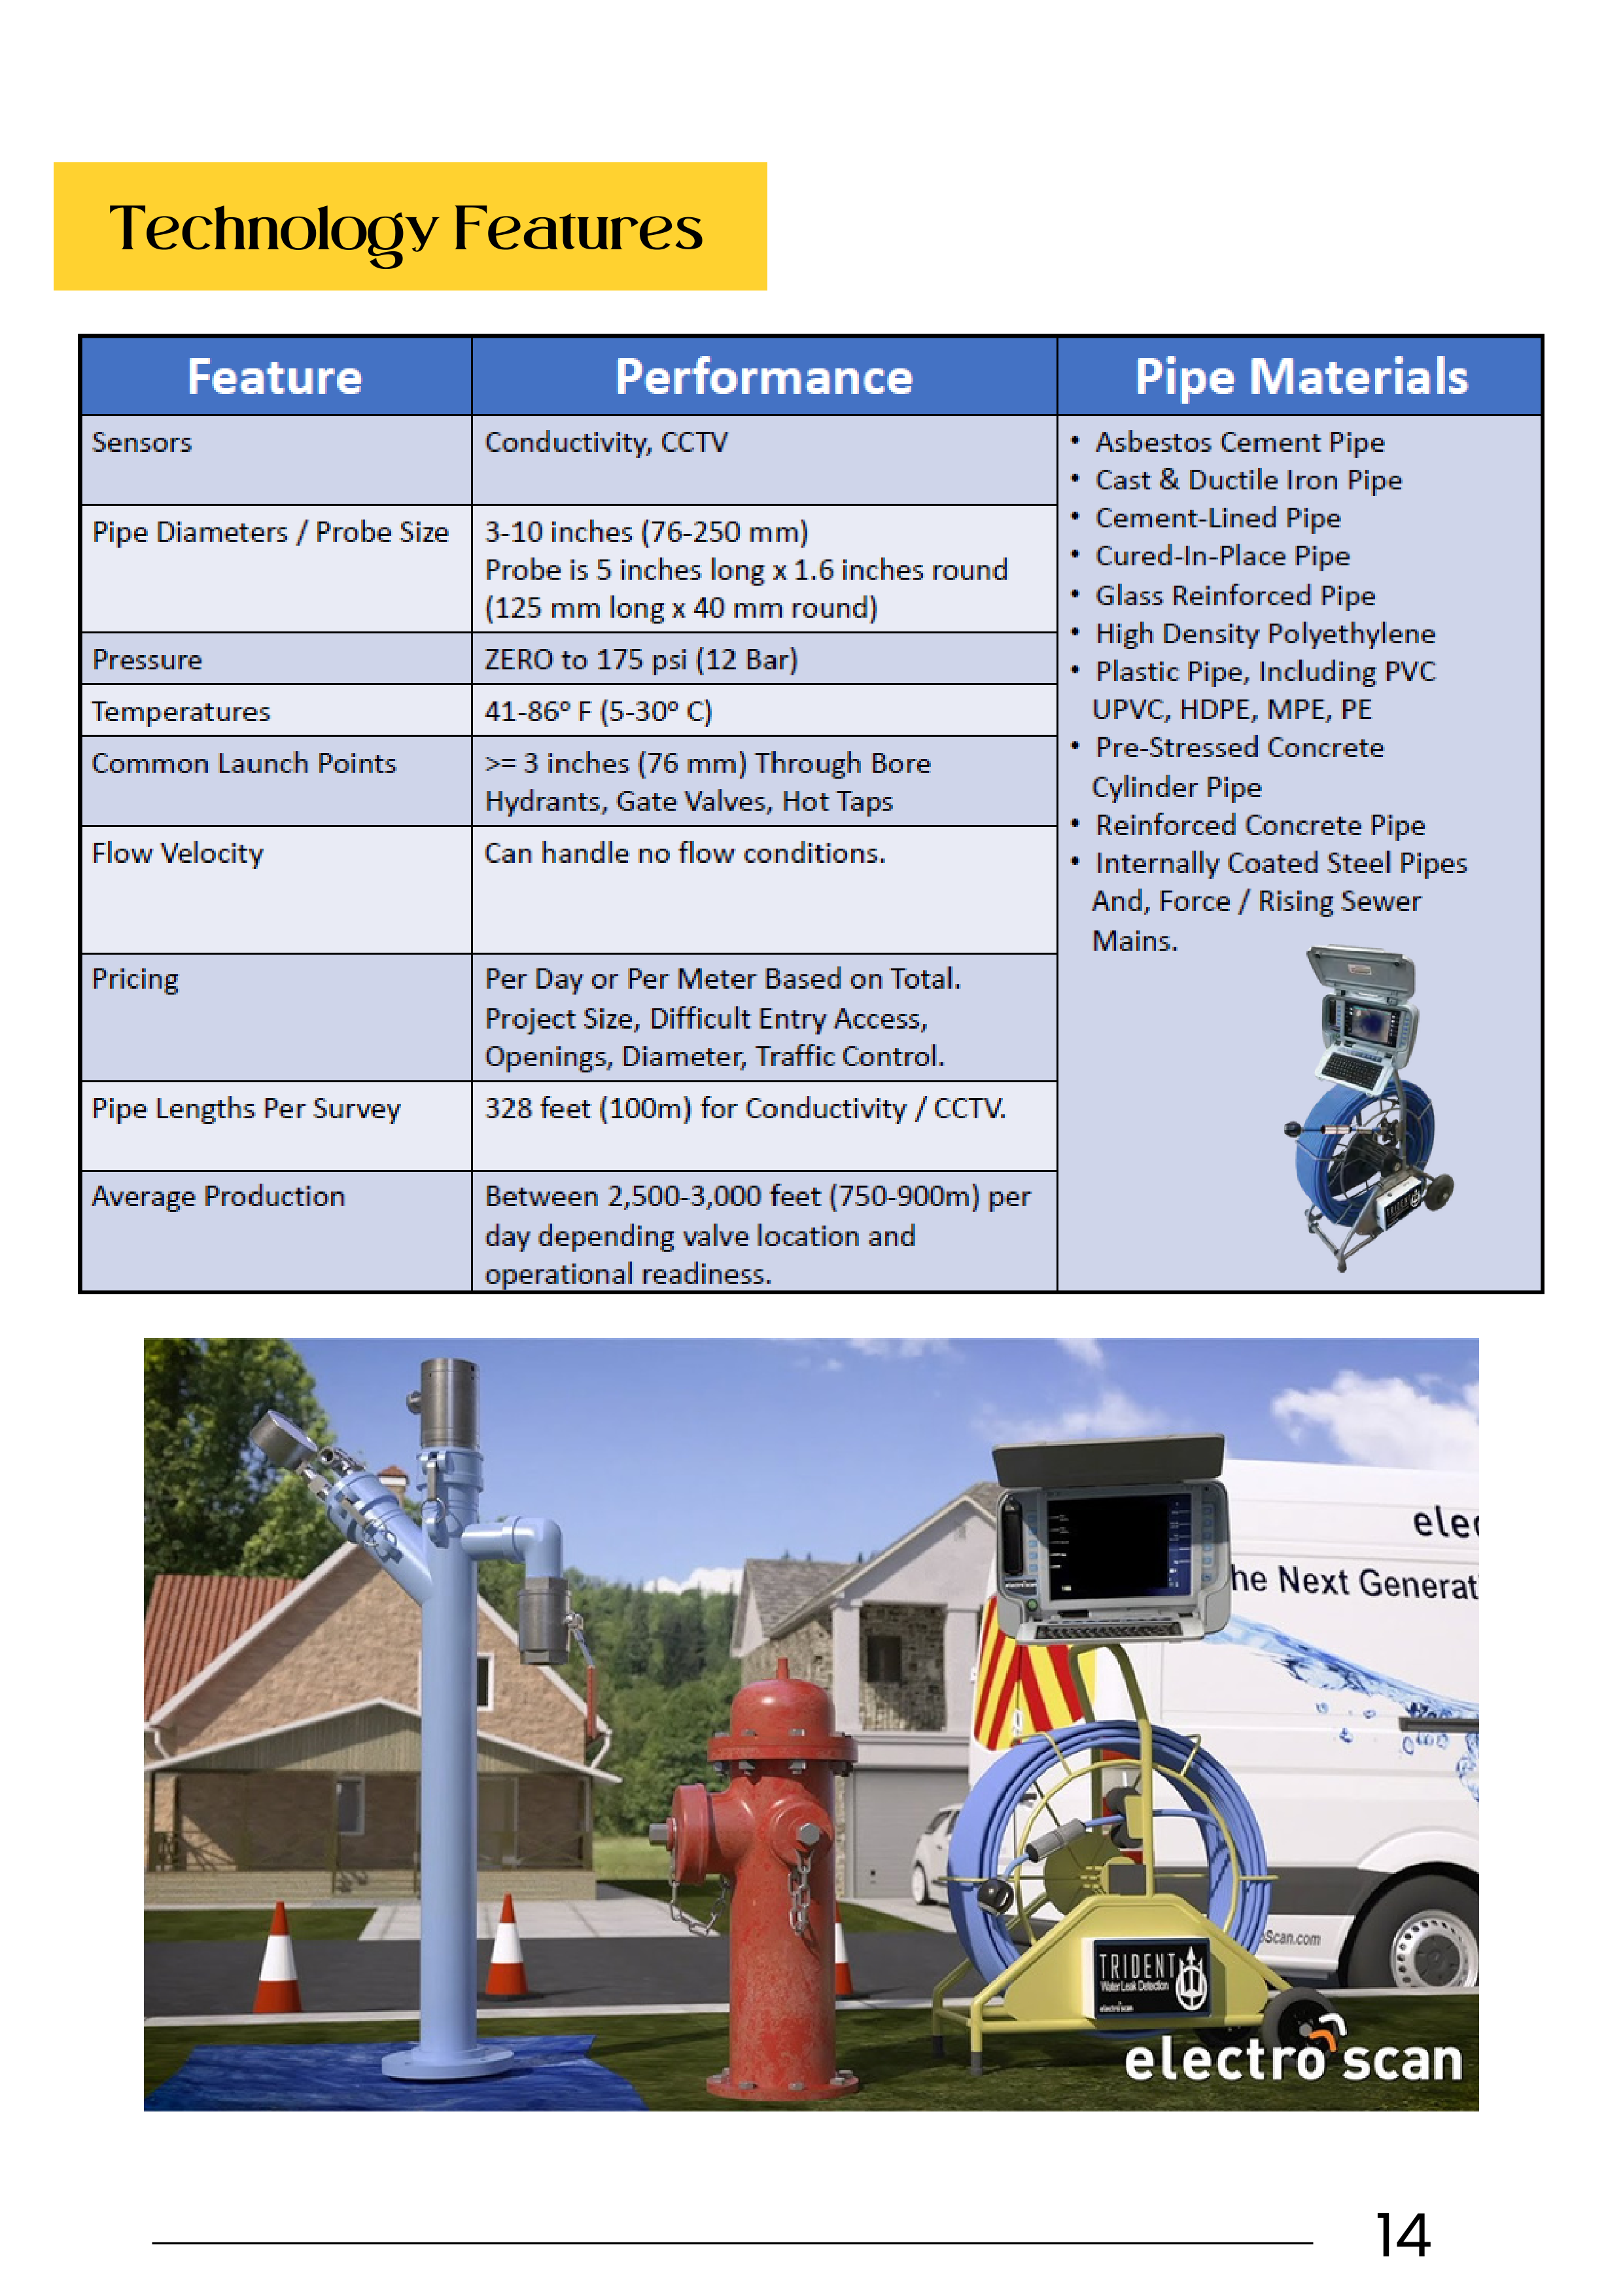 Technology Features
Feature
Performance
Pipe Materials
Sensors
Conductivity, CCTV
Pipe Diameters / Probe Size
3-10 inches (76-250 mm)
Probe is 5 inches long x 1.6 inches round
(125 mm long x 40 mm round)
Pressure
ZERO to 175 psi (12 Bar)
Temperatures
41-86º F (5-30º C)
Common Launch Points
>= 3 inches (76 mm) Through Bore
Hydrants, Gate Valves, Hot Taps
Flow Velocity
Can handle no flow conditions.
Pricing
Per Day or Per Meter Based on Total.
Project Size, Difficult Entry Access,
Openings, Diameter, Traffic Control.
Pipe Lengths Per Survey
328 feet (100m) for Conductivity / CCTV.
Average Production
Between 2,500-3,000 feet (750-900m) per
day depending valve location and
operational readiness.
• Asbestos Cement Pipe
• Cast & Ductile Iron Pipe
• Cement-Lined Pipe
• Cured-In-Place Pipe
• Glass Reinforced Pipe
• High Density Polyethylene
• Plastic Pipe, Including PVC
UPVC, HDPE, MPE, PE
• Pre-Stressed Concrete
Cylinder Pipe
• Reinforced Concrete Pipe
• Internally Coated Steel Pipes
And, Force / Rising Sewer
Mains.
TRIDENT
elec
he Next Generat
oScan.com
TRIDENT
Water Leak Detection
electro scan
electro scan
14